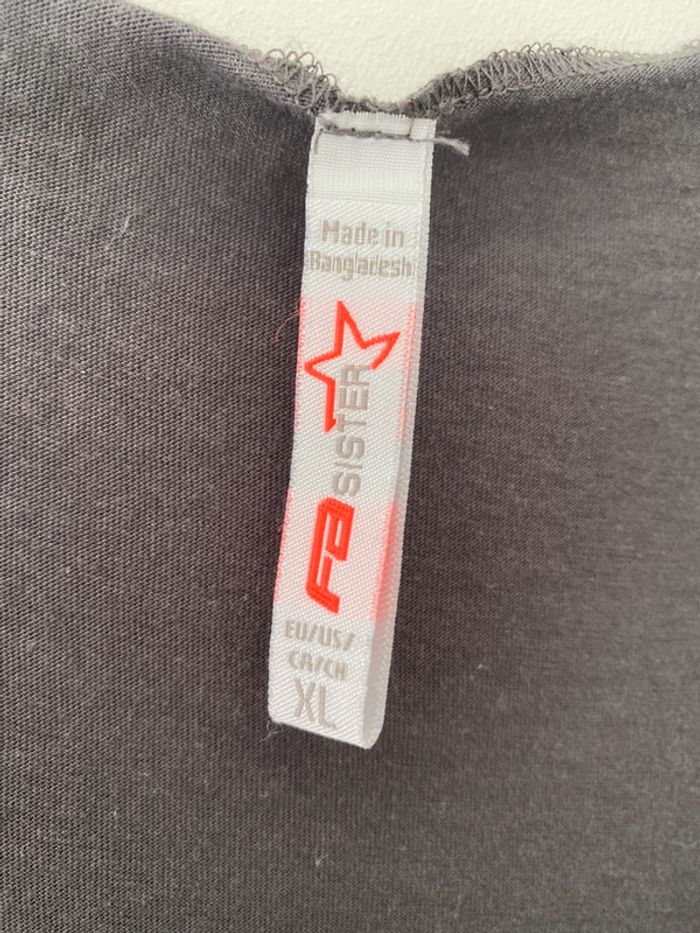 Made in
Bangladesh
FB SISTER
EU/US/
CA/CH
XL